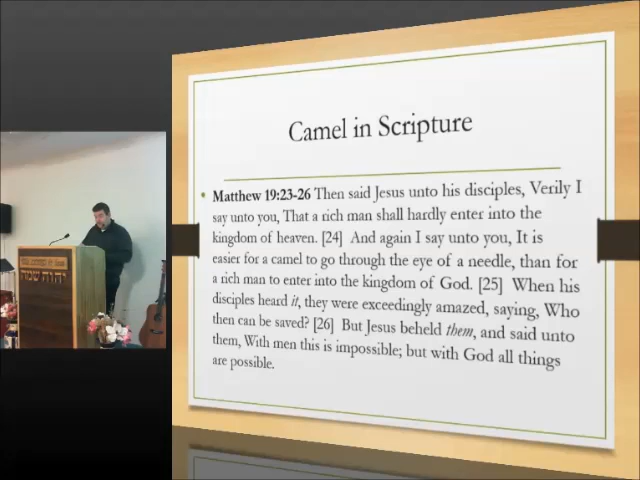 Camel in Scripture
• Matthew 19:23-26 Then said Jesus unto his disciples, Verily I
say unto you, That a rich man shall hardly enter into the
kingdom of heaven. [24] And again I say unto you, It is
easier for a camel to go through the eye of a needle, than for
a rich man to enter into the kingdom of God. [25] When his
disciples heard it, they were exceedingly amazed, saying, Who
then can be saved? [26] But Jesus beheld them, and said unto
them, With men this is impossible; but with God all things
are possible.
יהוה שמה